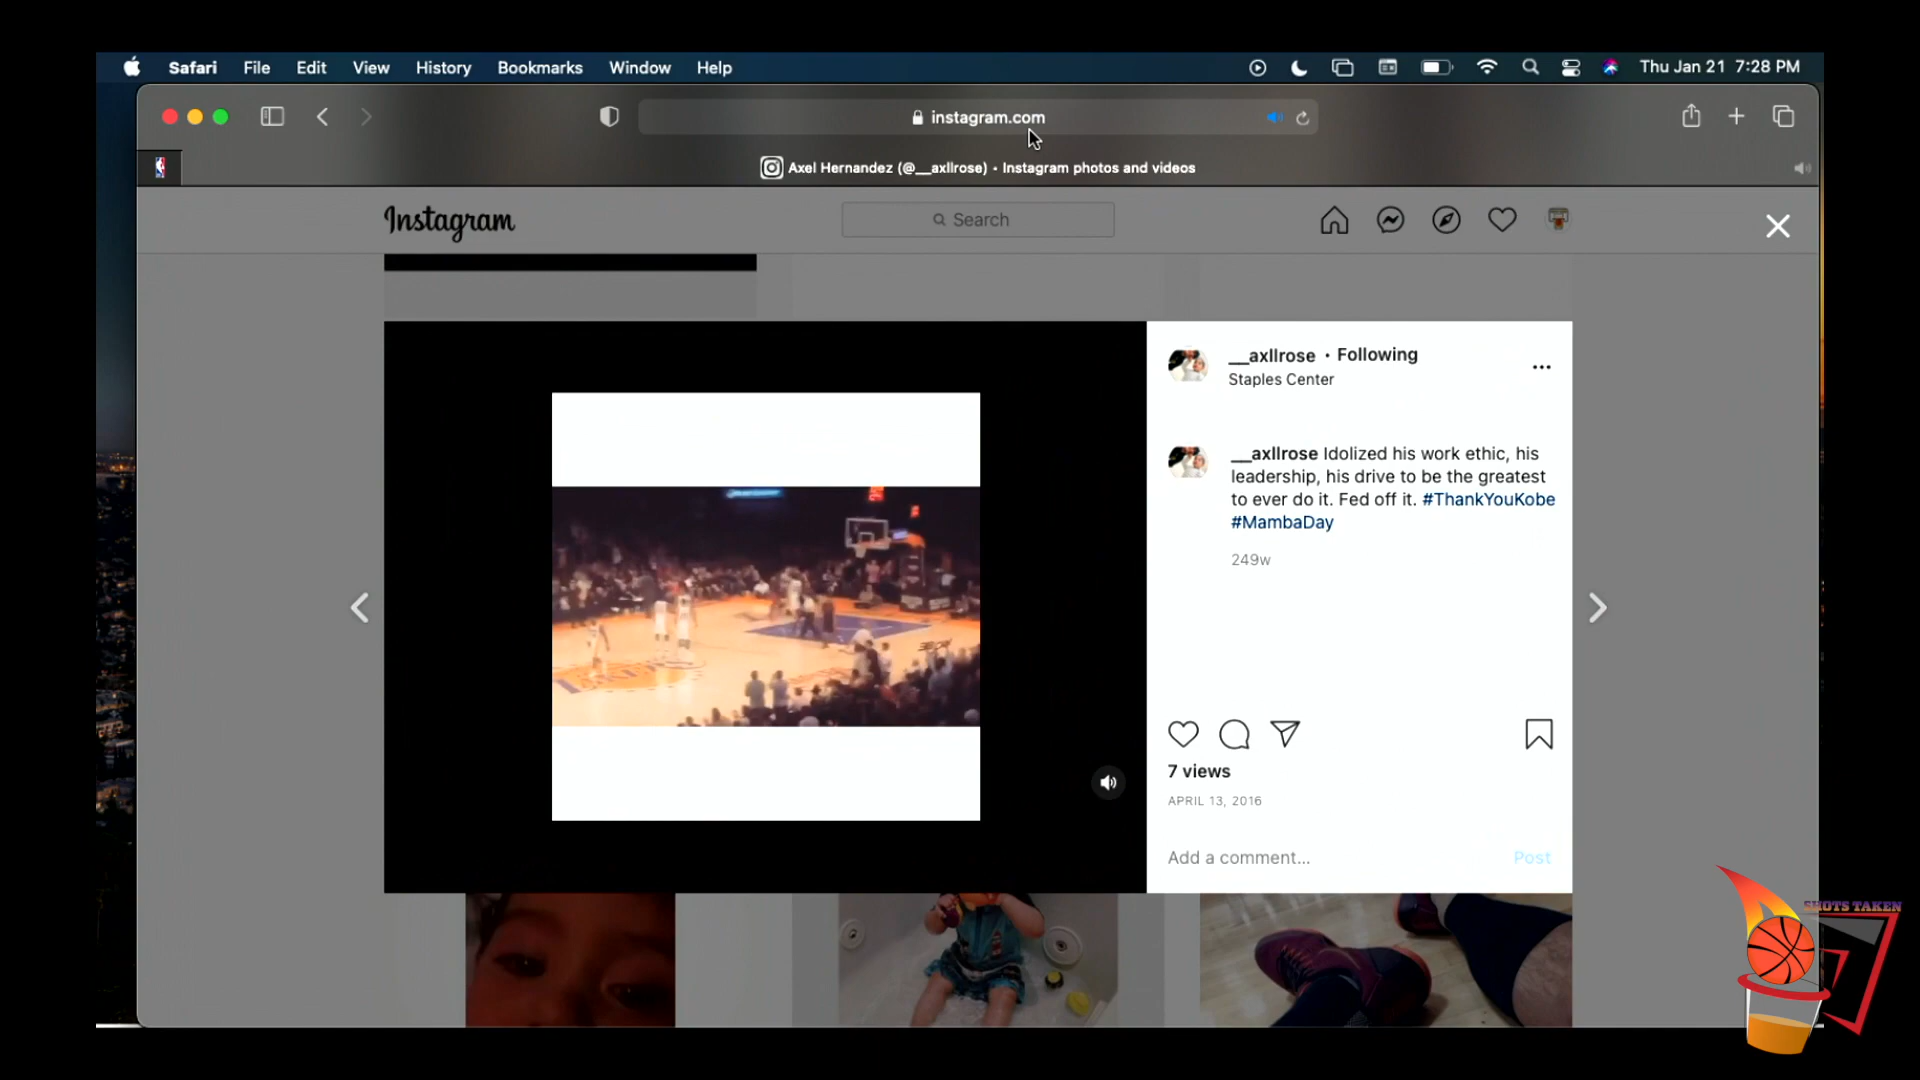 Safari File Edit View History Bookmarks Window Help Thu Jan 21 7:28 PM
instagram.com
Axel Hernandez (@__axllrose) • Instagram photos and videos
Instagram Search
__axllrose • Following
Staples Center
__axllrose Idolized his work ethic, his
leadership, his drive to be the greatest
to ever do it. Fed off it. #ThankYouKobe
#MambaDay
249w
7 views
APRIL 13, 2016
Add a comment... Post
SHOTS TAKEN